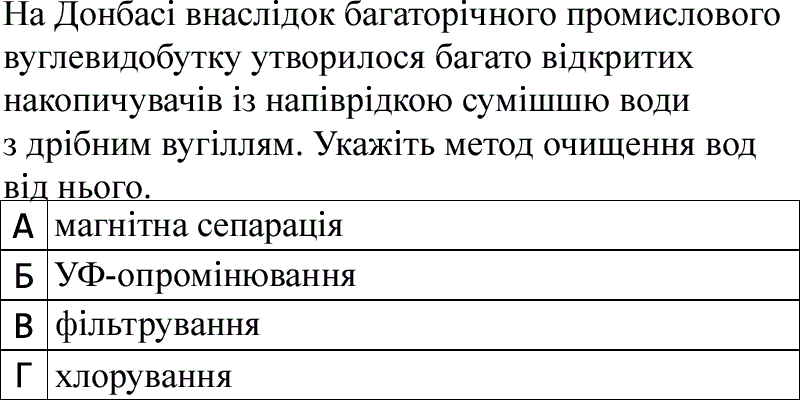 На Донбасі внаслідок багаторічного промислового
вуглевидобутку утворилося багато відкритих
накопичувачів із напіврідкою сумішшю води
з дрібним вугіллям. Укажіть метод очищення вод
від нього.
А магнітна сепарація
Б УФ-опромінювання
В фільтрування
Г хлорування